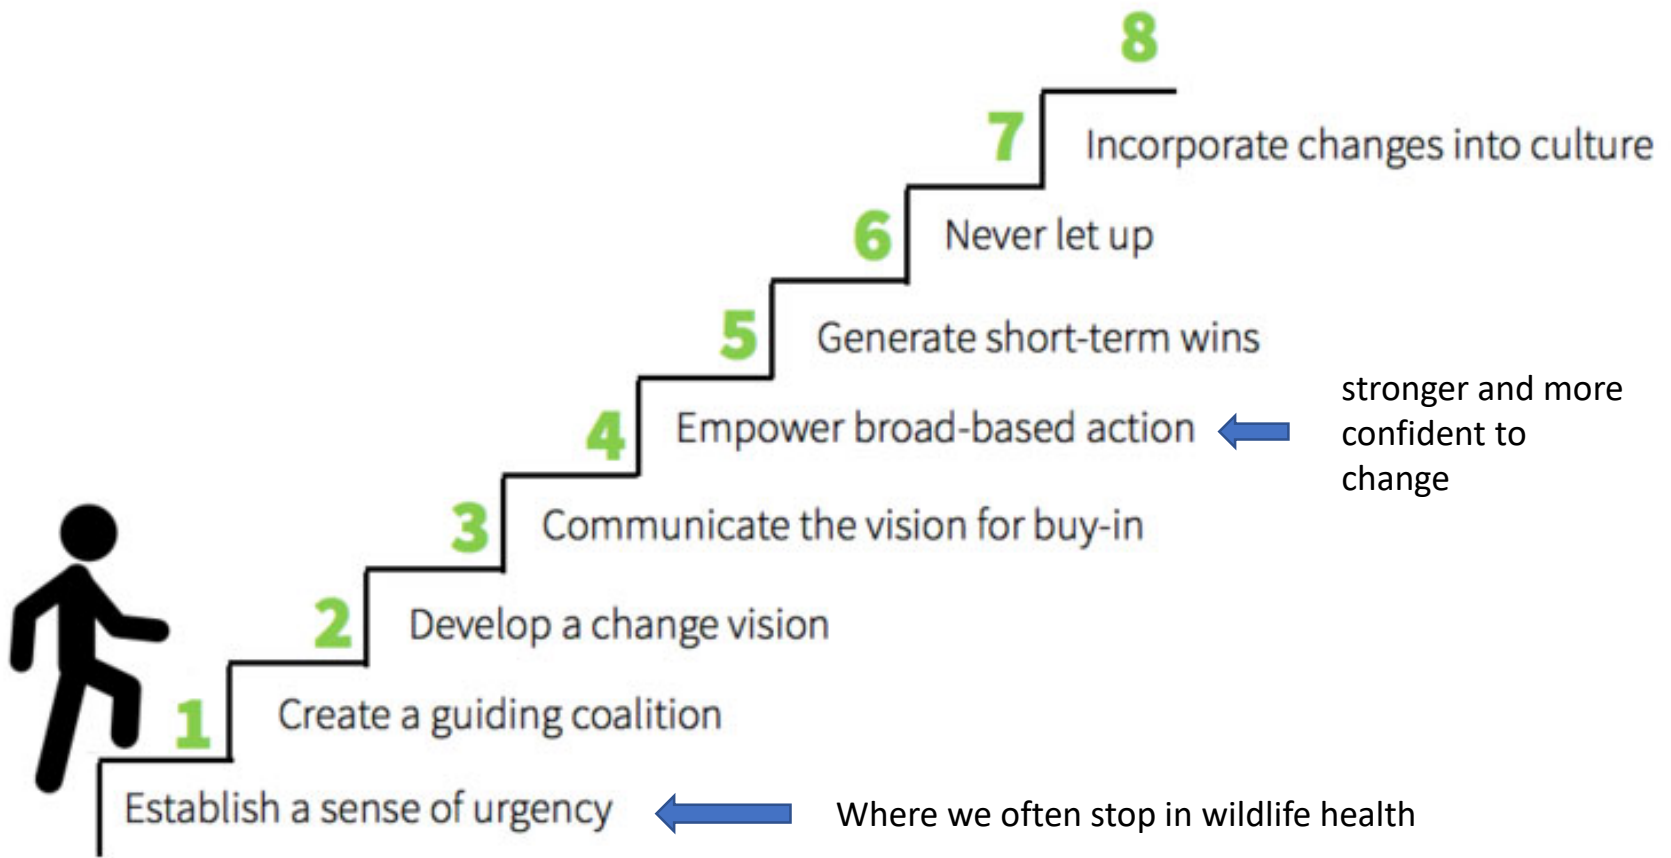 8
7
Incorporate changes into culture
6
Never let up
5
Generate short-term wins
4
Empower broad-based action
stronger and more
confident to
change
3
Communicate the vision for buy-in
2
Develop a change vision
1
Create a guiding coalition
Establish a sense of urgency
Where we often stop in wildlife health